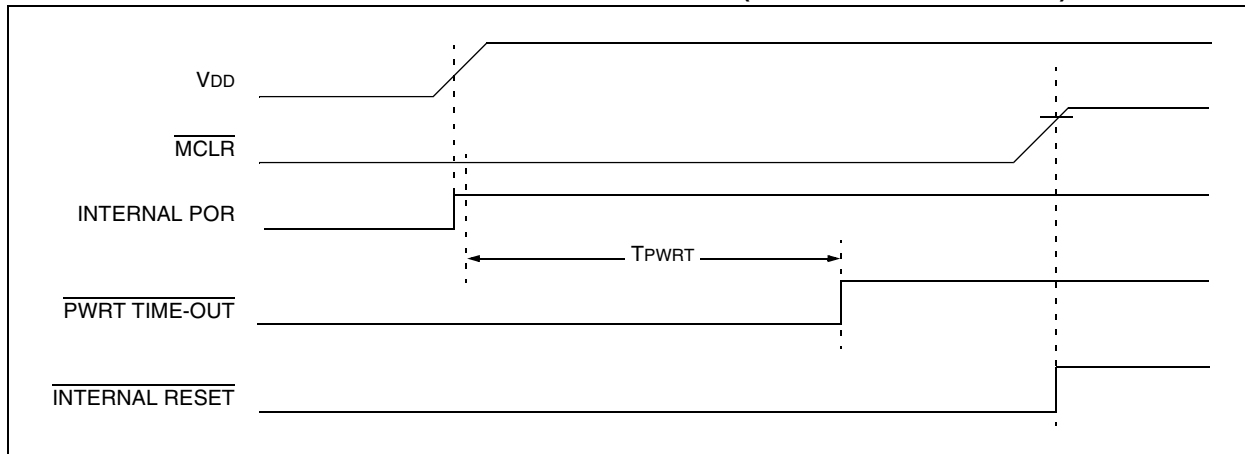 VDD
MCLR
INTERNAL POR
TPWRT
PWRT TIME-OUT
INTERNAL RESET